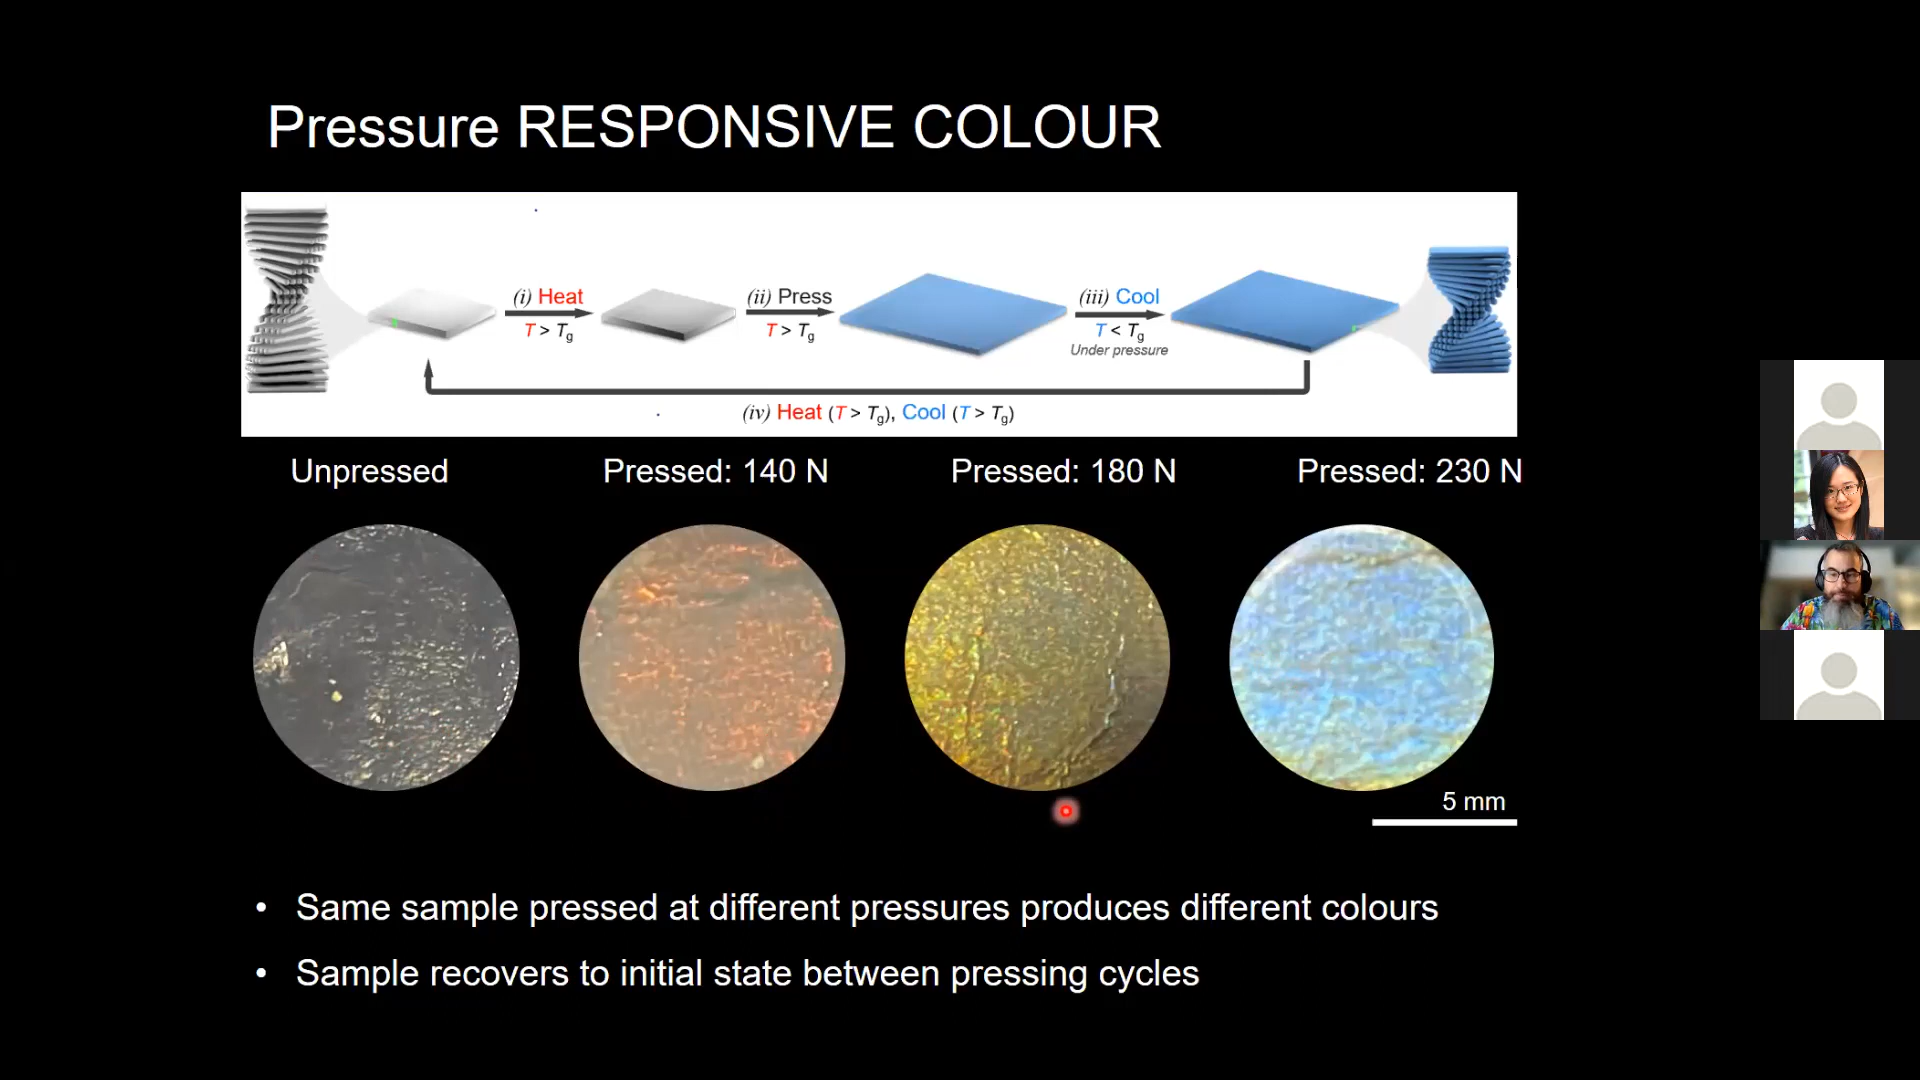 Pressure RESPONSIVE COLOUR
(i) Heat
T > Tg
(ii) Press
T > Tg
(iii) Cool
T < Tg
Under pressure
(iv) Heat (T > Tg), Cool (T > Tg)
Unpressed
Pressed: 140 N
Pressed: 180 N
Pressed: 230 N
5 mm
• Same sample pressed at different pressures produces different colours
• Sample recovers to initial state between pressing cycles